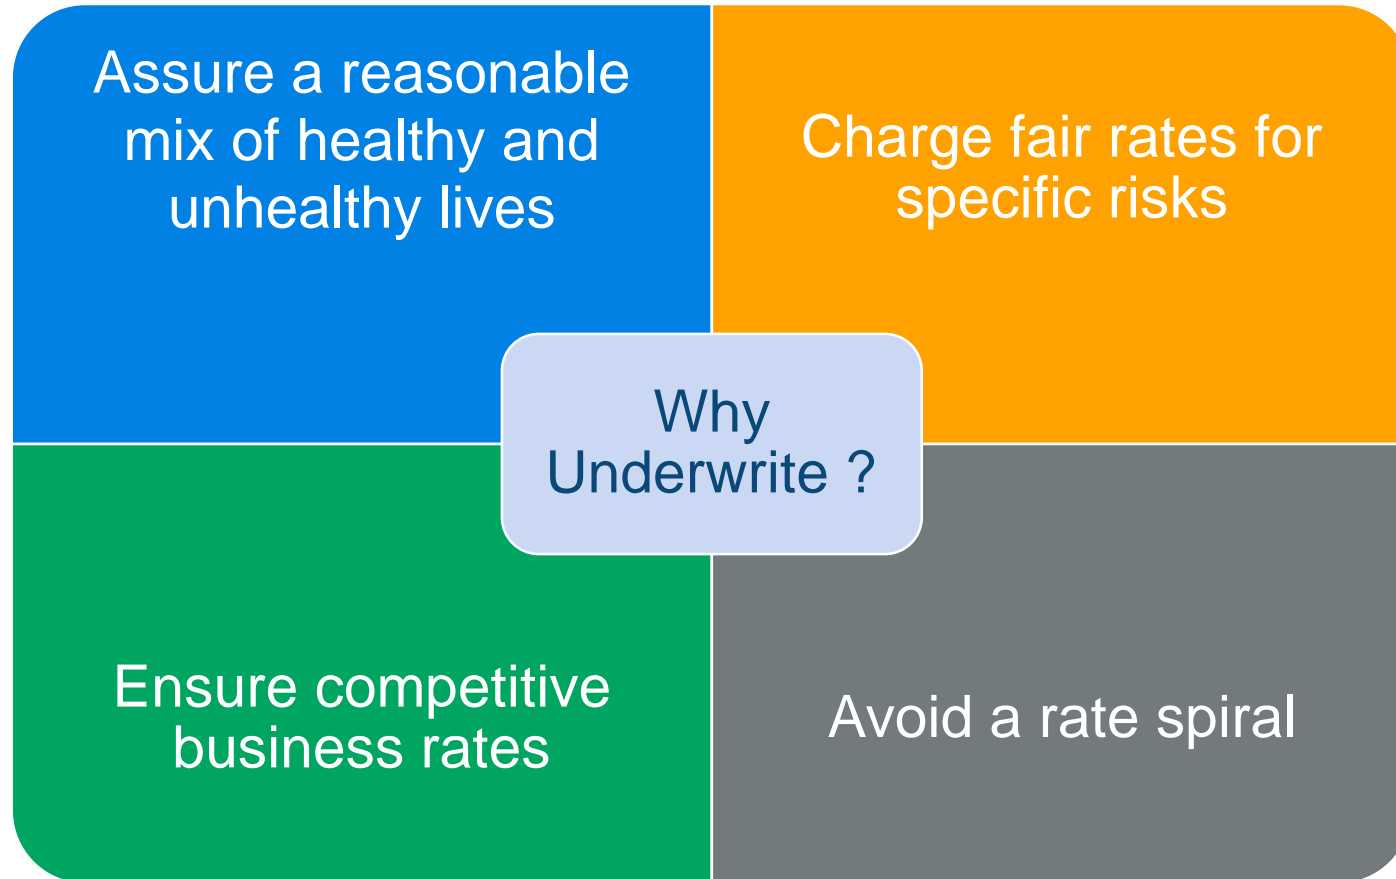 Assure a reasonable
mix of healthy and
unhealthy lives
Charge fair rates for
specific risks
Why
Underwrite ?
Ensure competitive
business rates
Avoid a rate spiral